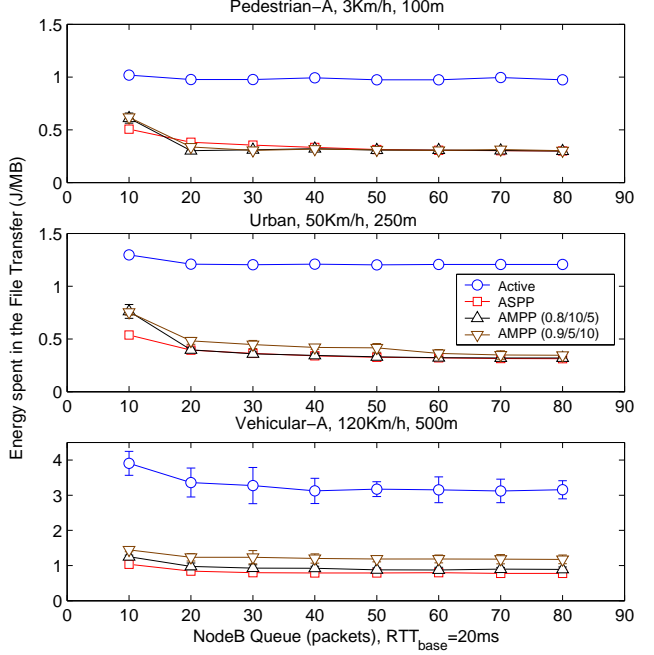 Pedestrian−A, 3Km/h, 100m
1.5
1
0.5
0
0 10 20 30 40 50 60 70 80 90
Urban, 50Km/h, 250m
1.5
1
0.5
0
0 10 20 30 40 50 60 70 80 90
Active
ASPP
AMPP (0.8/10/5)
AMPP (0.9/5/10)
Vehicular−A, 120Km/h, 500m
4
3
2
1
0
0 10 20 30 40 50 60 70 80 90
NodeB Queue (packets), RTT_base=20ms
Energy spent in the File Transfer (J/MB)